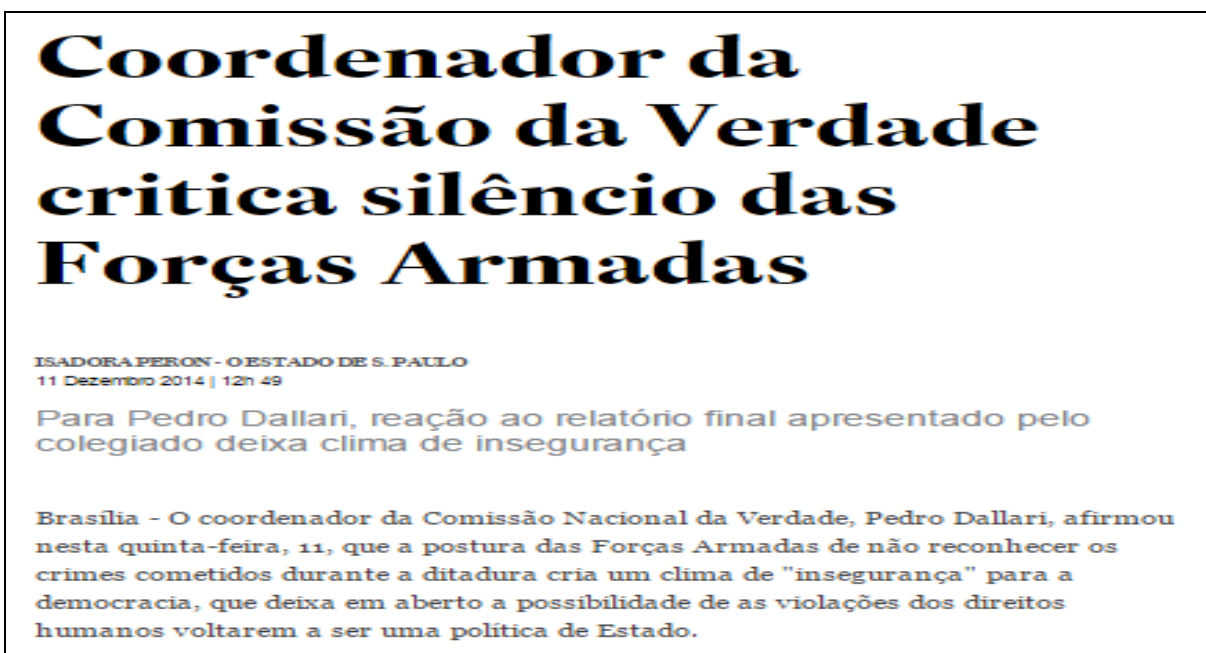 Coordenador da
Comissão da Verdade
critica silêncio das
Forças Armadas
ISADORA PERON - O ESTADO DE S. PAULO
11 Dezembro 2014 | 12h 49
Para Pedro Dallari, reação ao relatório final apresentado pelo
colegiado deixa clima de insegurança
Brasília - O coordenador da Comissão Nacional da Verdade, Pedro Dallari, afirmou
nesta quinta-feira, 11, que a postura das Forças Armadas de não reconhecer os
crimes cometidos durante a ditadura cria um clima de "insegurança" para a
democracia, que deixa em aberto a possibilidade de as violações dos direitos
humanos voltarem a ser uma política de Estado.